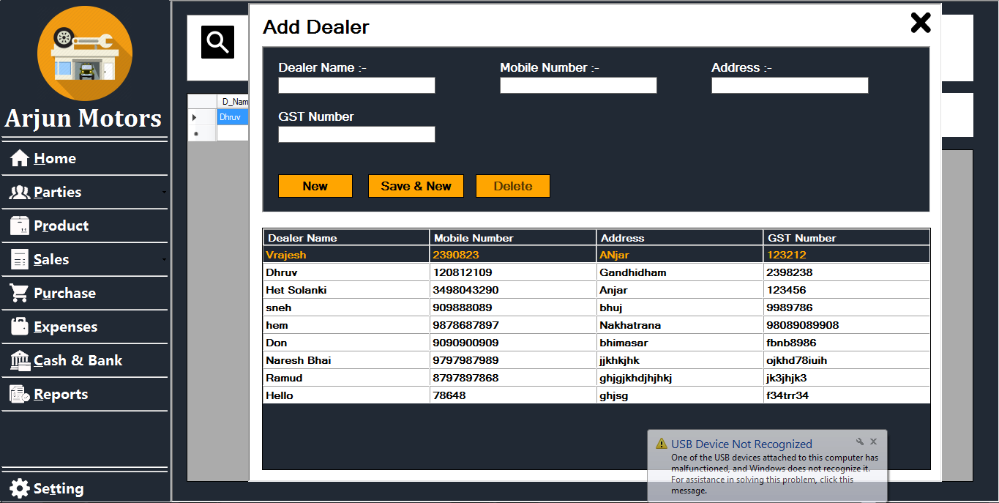 Arjun Motors
Home
Parties
Product
Sales
Purchase
Expenses
Cash & Bank
Reports
Setting
D_Nam
Dhruv
Add Dealer
Dealer Name :- Mobile Number :- Address :-
GST Number
New Save & New Delete
Dealer Name Mobile Number Address GST Number
Vrajesh 2390823 ANjar 123212
Dhruv 120812109 Gandhidham 2398238
Het Solanki 3498043290 Anjar 123456
sneh 909888089 bhuj 9989786
hem 9878687897 Nakhatrana 98089089908
Don 9090900909 bhimasar fbnb8986
Naresh Bhai 9797987989 jjkhkjhk ojkhd78iuih
Ramud 8797897868 ghjgjkhdjhjhkj jk3jhjk3
Hello 78648 ghjsg f34trr34
USB Device Not Recognized
One of the USB devices attached to this computer has
malfunctioned, and Windows does not recognize it.
For assistance in solving this problem, click this
message.